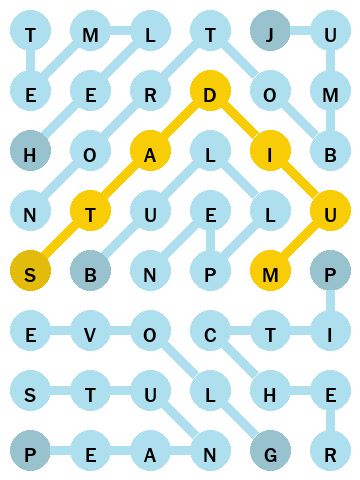 T M L T J U
E E R D O M
H O A L I B
N T U E L U
S B N P M P
E V O C T I
S T U L H E
P E A N G R